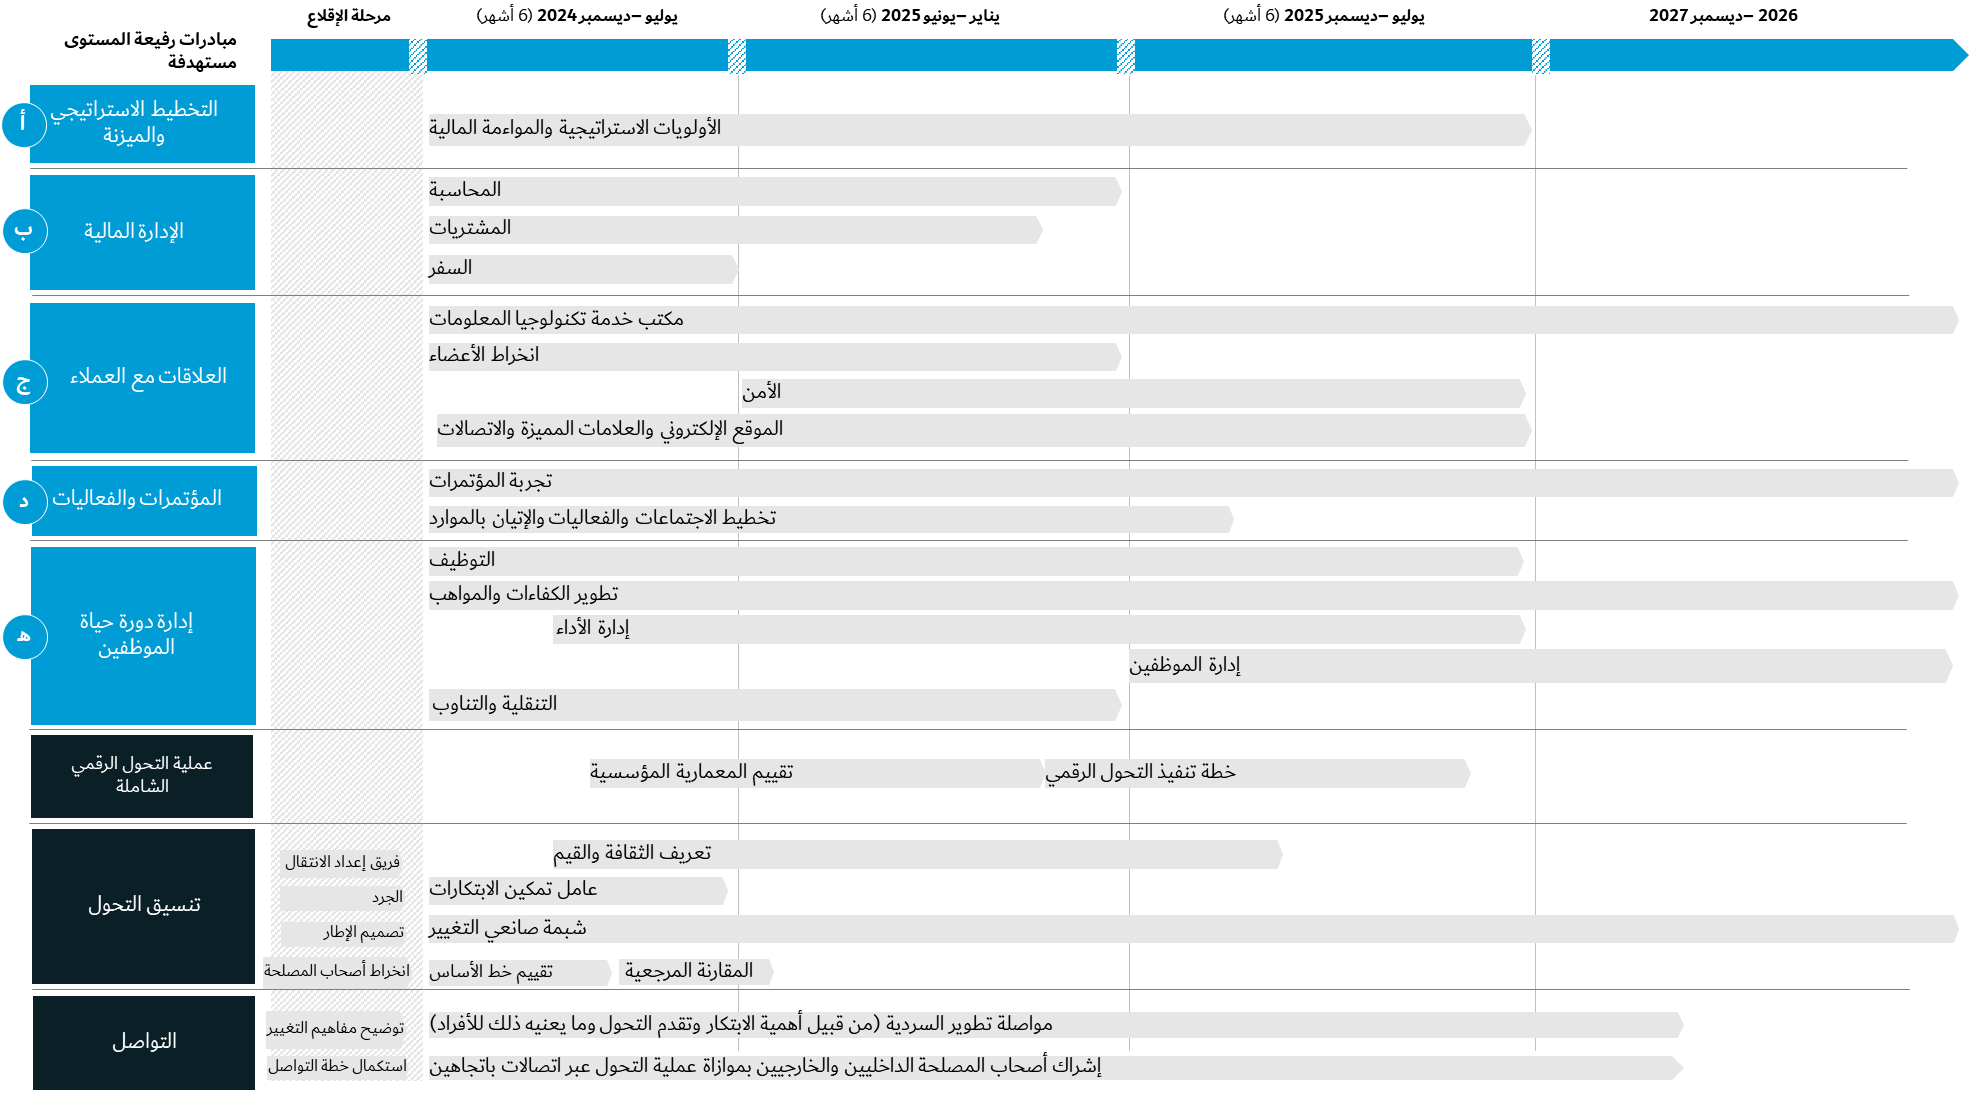 مرحلة الإقلاع
يوليو –ديسمبر 2024 (6 أشهر)
يناير –يونيو 2025 (6 أشهر)
يوليو –ديسمبر 2025 (6 أشهر)
2026 –ديسمبر 2027
مبادرات رفيعة المستوى
مستهدفة
أ
التخطيط الاستراتيجي
والميزنة
الأولويات الاستراتيجية والمواءمة المالية
ب
الإدارة المالية
المحاسبة
المشتريات
السفر
ج
العلاقات مع العملاء
مكتب خدمة تكنولوجيا المعلومات
انخراط الأعضاء
الأمن
الموقع الإلكتروني والعلامات المميزة والاتصالات
د
المؤتمرات والفعاليات
تجربة المؤتمرات
تخطيط الاجتماعات والفعاليات والإتيان بالموارد
ه
إدارة دورة حياة
الموظفين
التوظيف
تطوير الكفاءات والمواهب
إدارة الأداء
إدارة الموظفين
التنقلية والتناوب
عملية التحول الرقمي
الشاملة
تقييم المعمارية المؤسسية
خطة تنفيذ التحول الرقمي
تنسيق التحول
فريق إعداد الانتقال
الجرد
تصميم الإطار
انخراط أصحاب المصلحة
تعريف الثقافة والقيم
عامل تمكين الابتكارات
شبمة صانعي التغيير
تقييم خط الأساس
المقارنة المرجعية
التواصل
توضيح مفاهيم التغيير
استكمال خطة التواصل
مواصلة تطوير السردية (من قبيل أهمية الابتكار وتقدم التحول وما يعنيه ذلك للأفراد)
إشراك أصحاب المصلحة الداخليين والخارجيين بموازاة عملية التحول عبر اتصالات باتجاهين